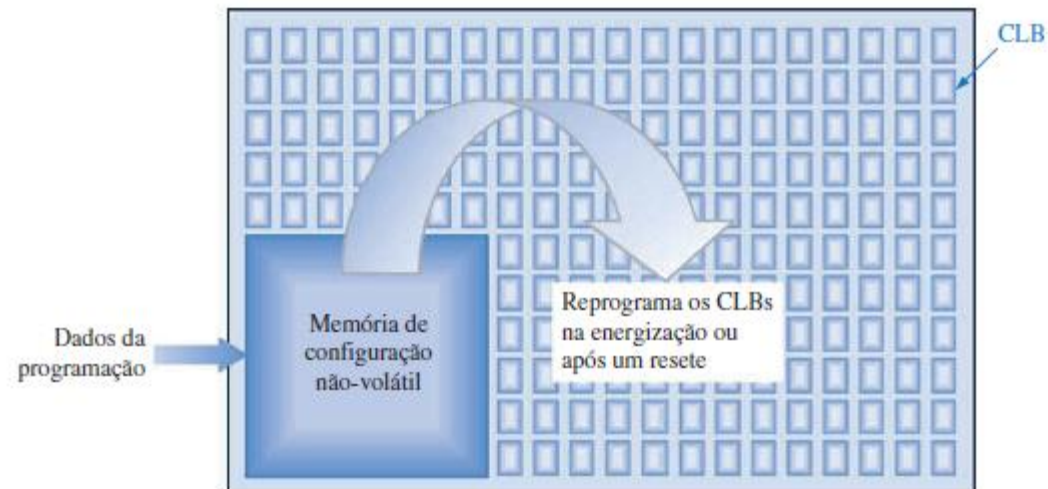 CLB
Dados da
programação
Memória de
configuração
não-volátil
Reprograma os CLBs
na energização ou
após um resete